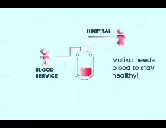 HOSPITAL
BLOOD
SERVICE
needs
blood to stay
healthy!